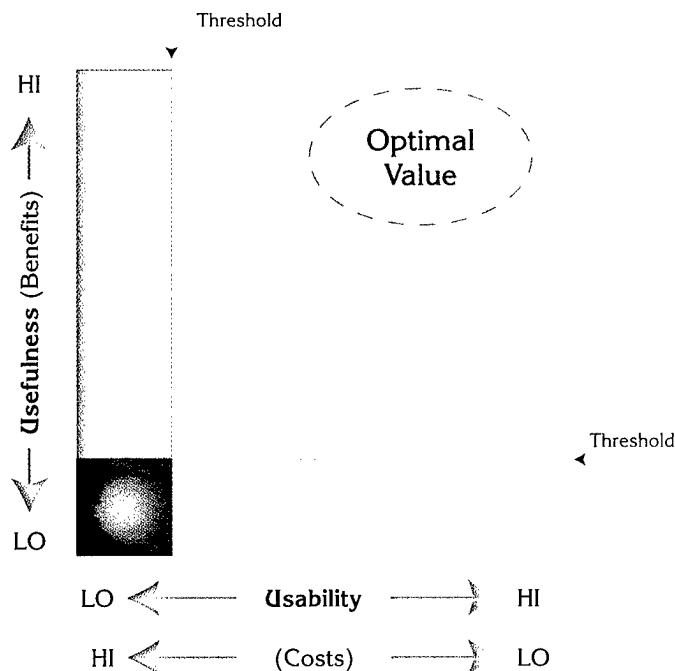 Threshold
HI
Optimal
Value
Usefulness (Benefits)
Threshold
LO
LO Usability HI
HI (Costs) LO